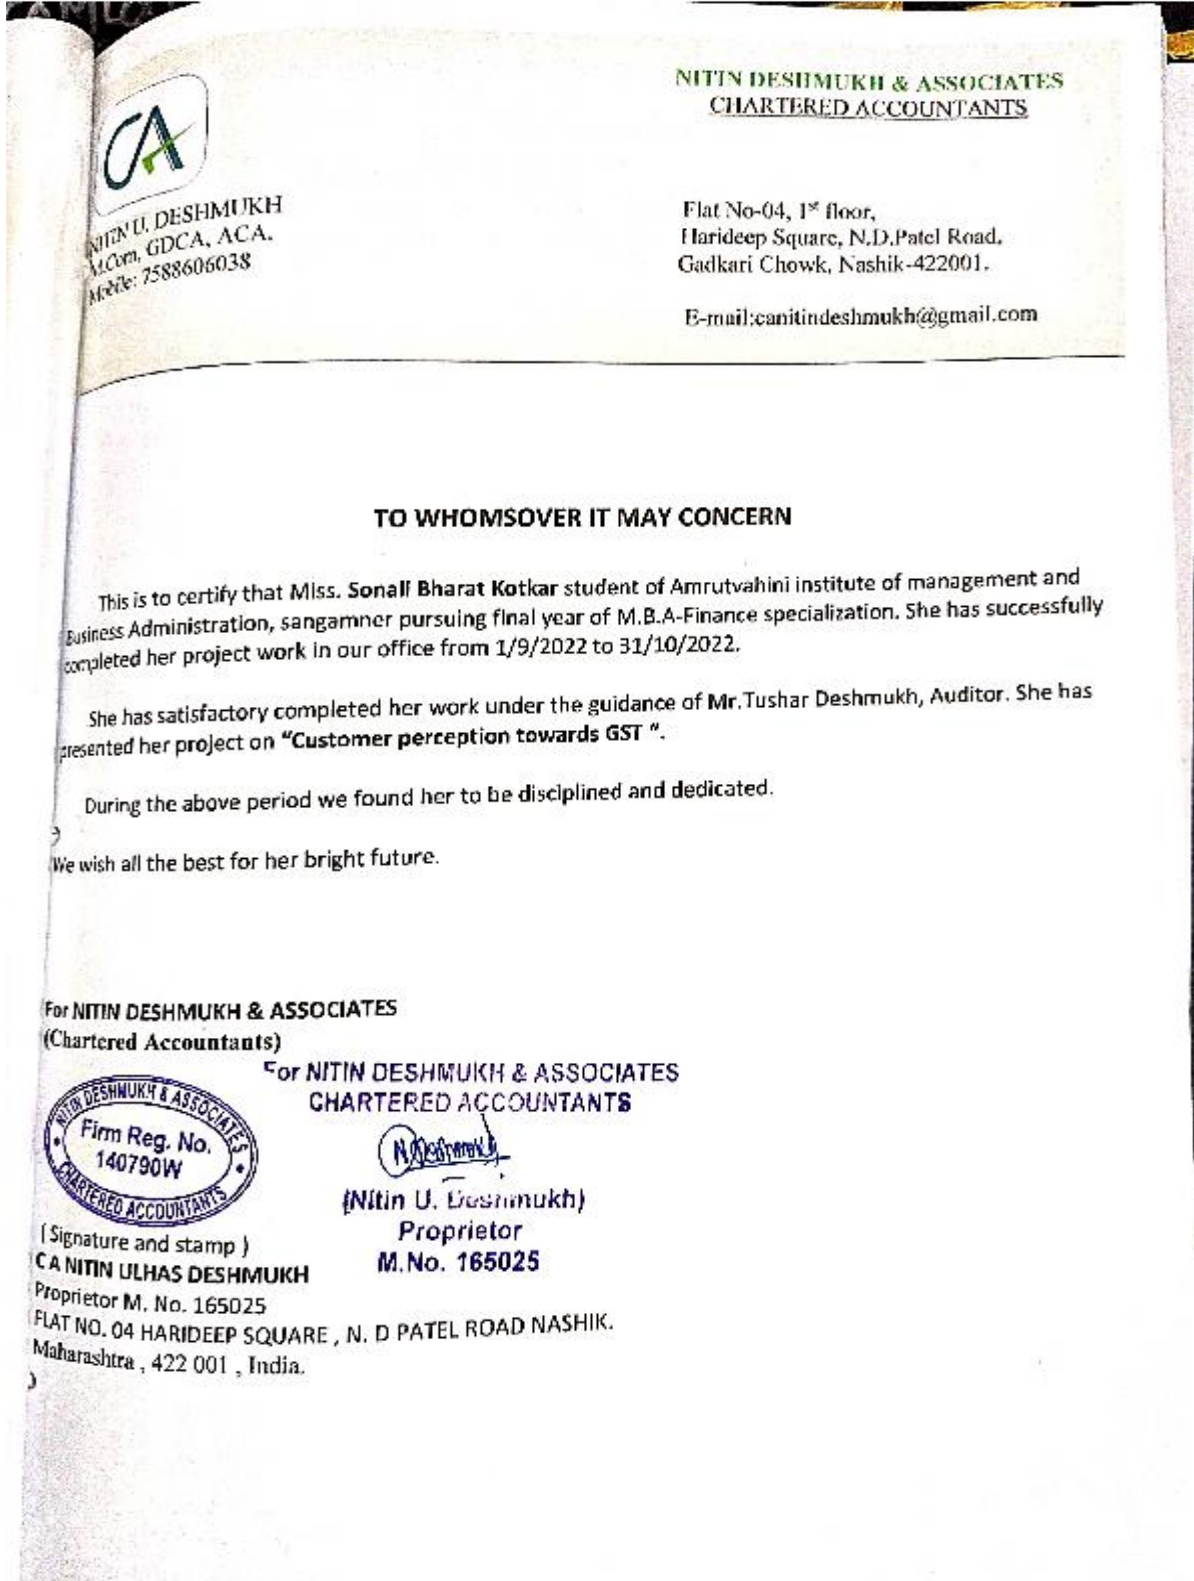 CA
NITIN DESHMUKH & ASSOCIATES
CHARTERED ACCOUNTANTS
NITIN U. DESHMUKH
M.Com, GDCA, ACA.
Mobile: 7588606038
Flat No-04, 1st floor,
Harideep Square, N.D.Patel Road,
Gadkari Chowk, Nashik-422001.
E-mail:canitindeshmukh@gmail.com
TO WHOMSOVER IT MAY CONCERN
This is to certify that Miss. Sonali Bharat Kotkar student of Amrutvahini institute of management and
Business Administration, sangamner pursuing final year of M.B.A-Finance specialization. She has successfully
completed her project work in our office from 1/9/2022 to 31/10/2022.
She has satisfactory completed her work under the guidance of Mr.Tushar Deshmukh, Auditor. She has
presented her project on "Customer perception towards GST ".
During the above period we found her to be disciplined and dedicated.
We wish all the best for her bright future.
For NITIN DESHMUKH & ASSOCIATES
(Chartered Accountants)
For NITIN DESHMUKH & ASSOCIATES
CHARTERED ACCOUNTANTS
NITIN DESHMUKH & ASSOCIATES
Firm Reg. No.
140790W
CHARTERED ACCOUNTANTS
N.Deshmukh
(Nitin U. Deshmukh)
Proprietor
M.No. 165025
( Signature and stamp )
CA NITIN ULHAS DESHMUKH
Proprietor M. No. 165025
FLAT NO. 04 HARIDEEP SQUARE , N. D PATEL ROAD NASHIK.
Maharashtra , 422 001 , India.